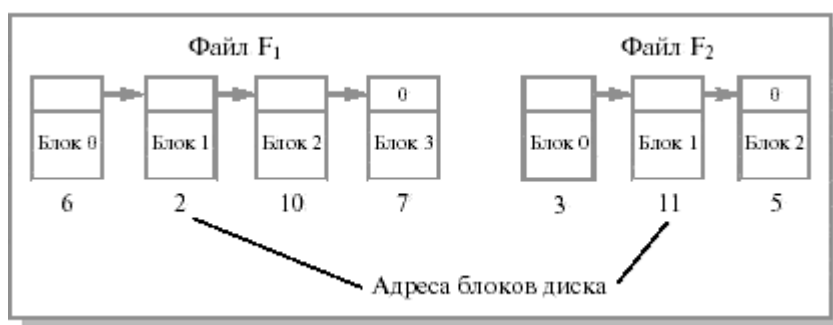 Файл F1 Файл F2
0 0
Блок 0 Блок 1 Блок 2 Блок 3 Блок 0 Блок 1 Блок 2
6 2 10 7 3 11 5
Адреса блоков диска